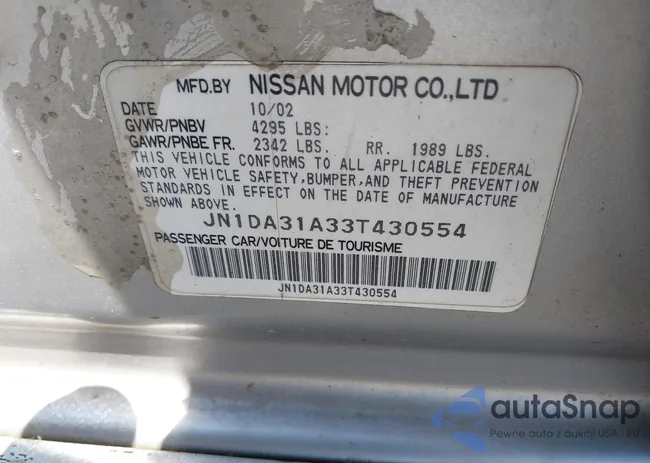 MFD.BY NISSAN MOTOR CO.,LTD
DATE 10/02
GVWR/PNBV 4295 LBS:
GAWR/PNBE FR. 2342 LBS. RR. 1989 LBS.
THIS VEHICLE CONFORMS TO ALL APPLICABLE FEDERAL
MOTOR VEHICLE SAFETY, BUMPER, AND THEFT PREVENTION
STANDARDS IN EFFECT ON THE DATE OF MANUFACTURE
SHOWN ABOVE.
JN1DA31A33T430554
PASSENGER CAR/VOITURE DE TOURISME
JN1DA31A33T430554
autaSnap
Pewne auta z aukcji USA - EU